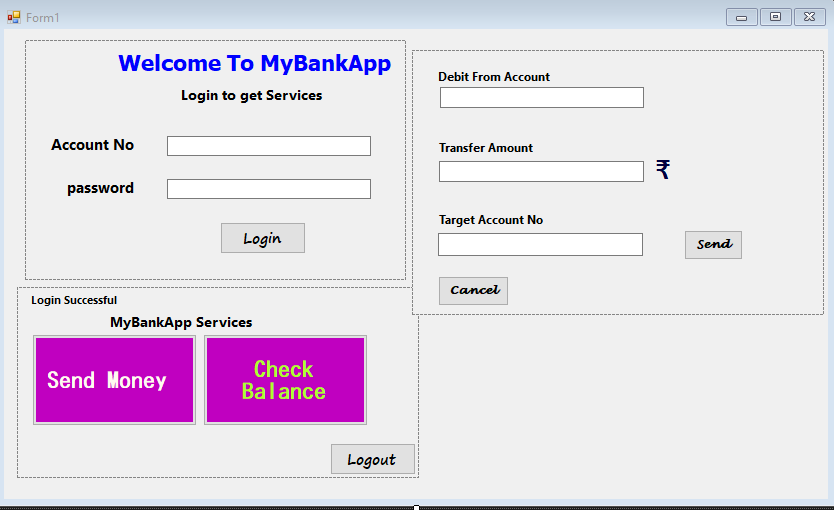 Form1
Welcome To MyBankApp
Login to get Services
Account No
password
Login
Debit From Account
Transfer Amount
₹
Target Account No
Send
Cancel
Login Successful
MyBankApp Services
Send Money
Check
Balance
Logout